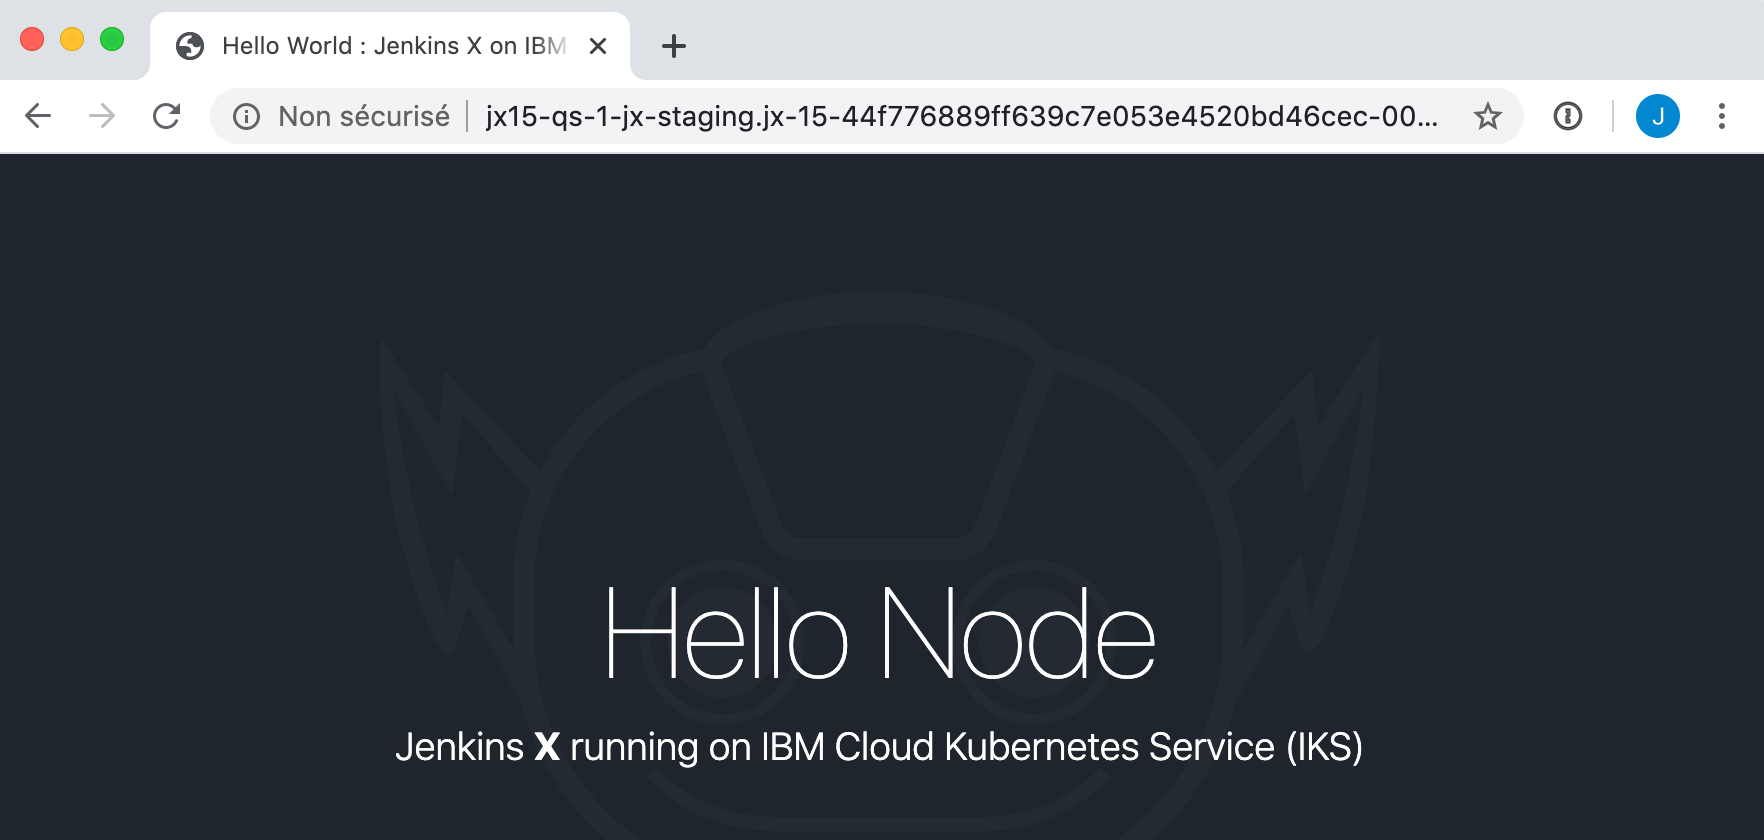 Hello World : Jenkins X on IBM
Non sécurisé jx15-qs-1-jx-staging.jx-15-44f776889ff639c7e053e4520bd46cec-00...
J
Hello Node
Jenkins X running on IBM Cloud Kubernetes Service (IKS)